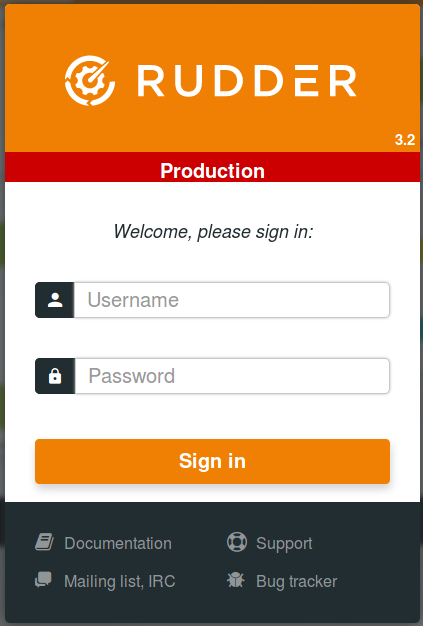 RUDDER
3.2
Production
Welcome, please sign in:
Username
Password
Sign in
Documentation
Support
Mailing list, IRC
Bug tracker